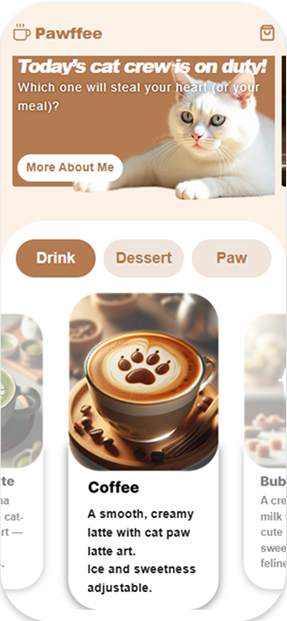 Pawffee
Today's cat crew is on duty!
Which one will steal your heart (or your
meal)?
More About Me
Drink
Dessert
Paw
Coffee
A smooth, creamy
latte with cat paw
latte art.
Ice and sweetness
adjustable.
te
na
cat-
rt —
Bub
A cre
milk
cute
swee
feline